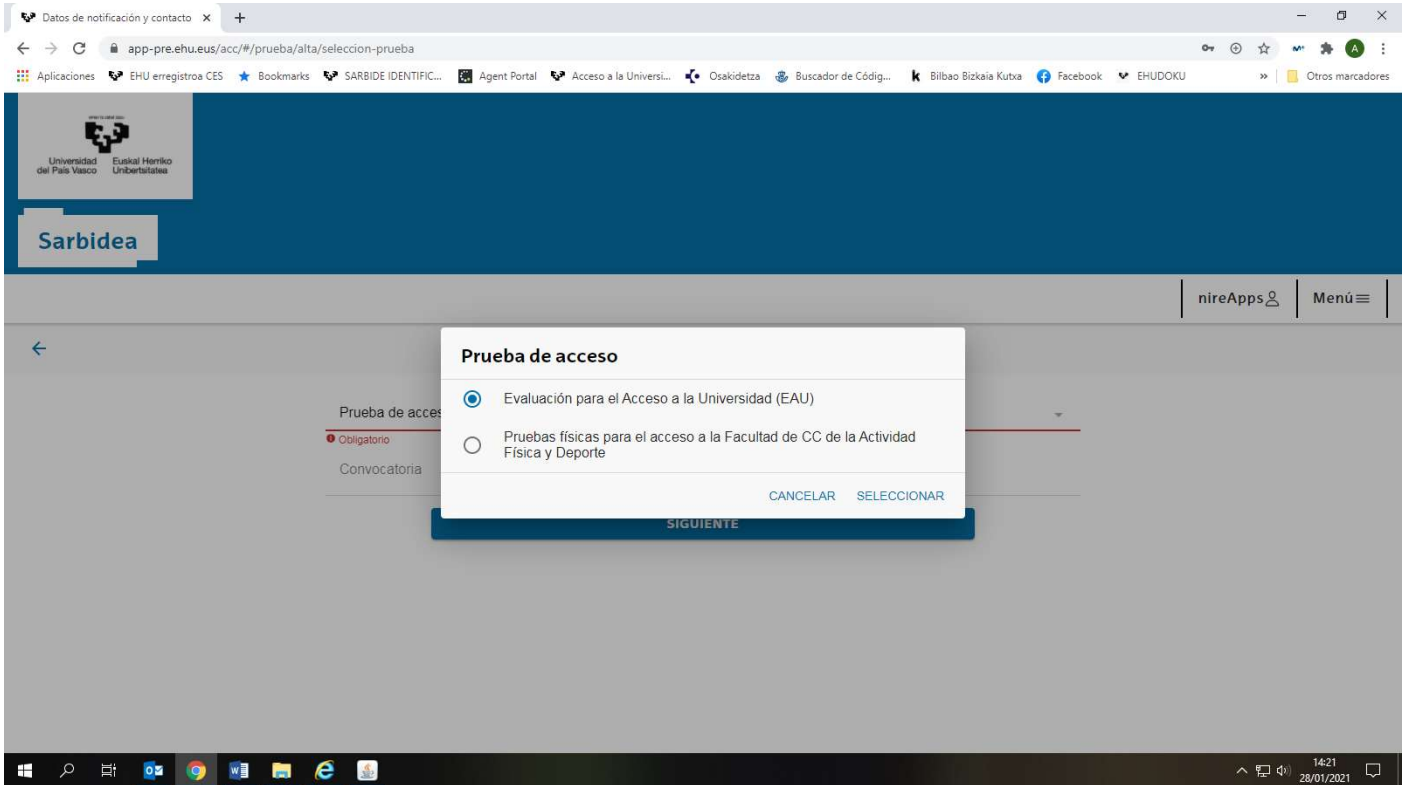 Datos de notificación y contacto
app-pre.ehu.eus/acc/#/prueba/alta/seleccion-prueba
A
Aplicaciones EHU erregistroa CES Bookmarks SARBIDE IDENTIFIC... Agent Portal Acceso a la Universi... Osakidetza Buscador de Códig... Bilbao Bizkaia Kutxa Facebook EHUDOKU » Otros marcadores
Universidad Euskal Herriko
del País Vasco Unibertsitatea
Sarbidea
nireApps Menú
Prueba de acceso
Evaluación para el Acceso a la Universidad (EAU)
Prueba de acces
Pruebas físicas para el acceso a la Facultad de CC de la Actividad
Física y Deporte
Obligatorio
Convocatoria
CANCELAR SELECCIONAR
SIGUIENTE
14:21
28/01/2021